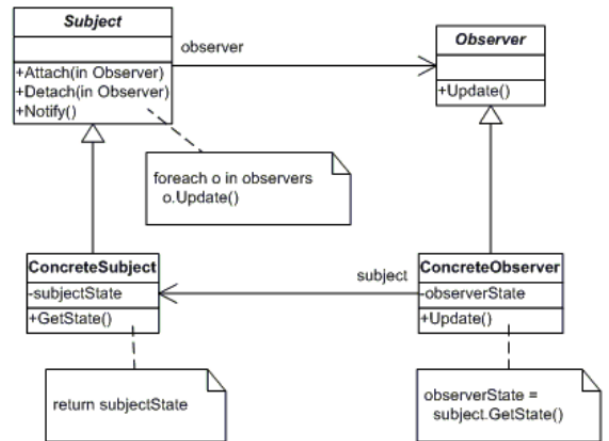 Subject
+Attach(in Observer)
+Detach(in Observer)
+Notify()
observer
Observer
+Update()
foreach o in observers
o.Update()
ConcreteSubject
-subjectState
+GetState()
subject
ConcreteObserver
-observerState
+Update()
return subjectState
observerState =
subject.GetState()